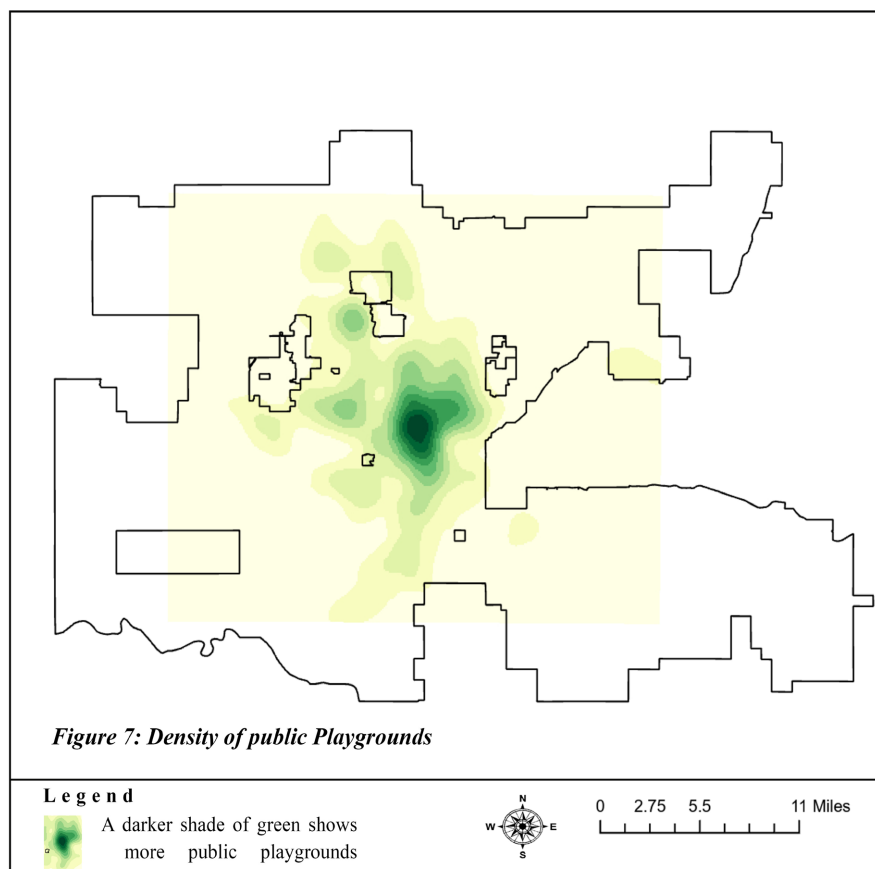 Figure 7: Density of public Playgrounds
Legend
A darker shade of green shows
more public playgrounds
N
W E
S
0 2.75 5.5 11 Miles